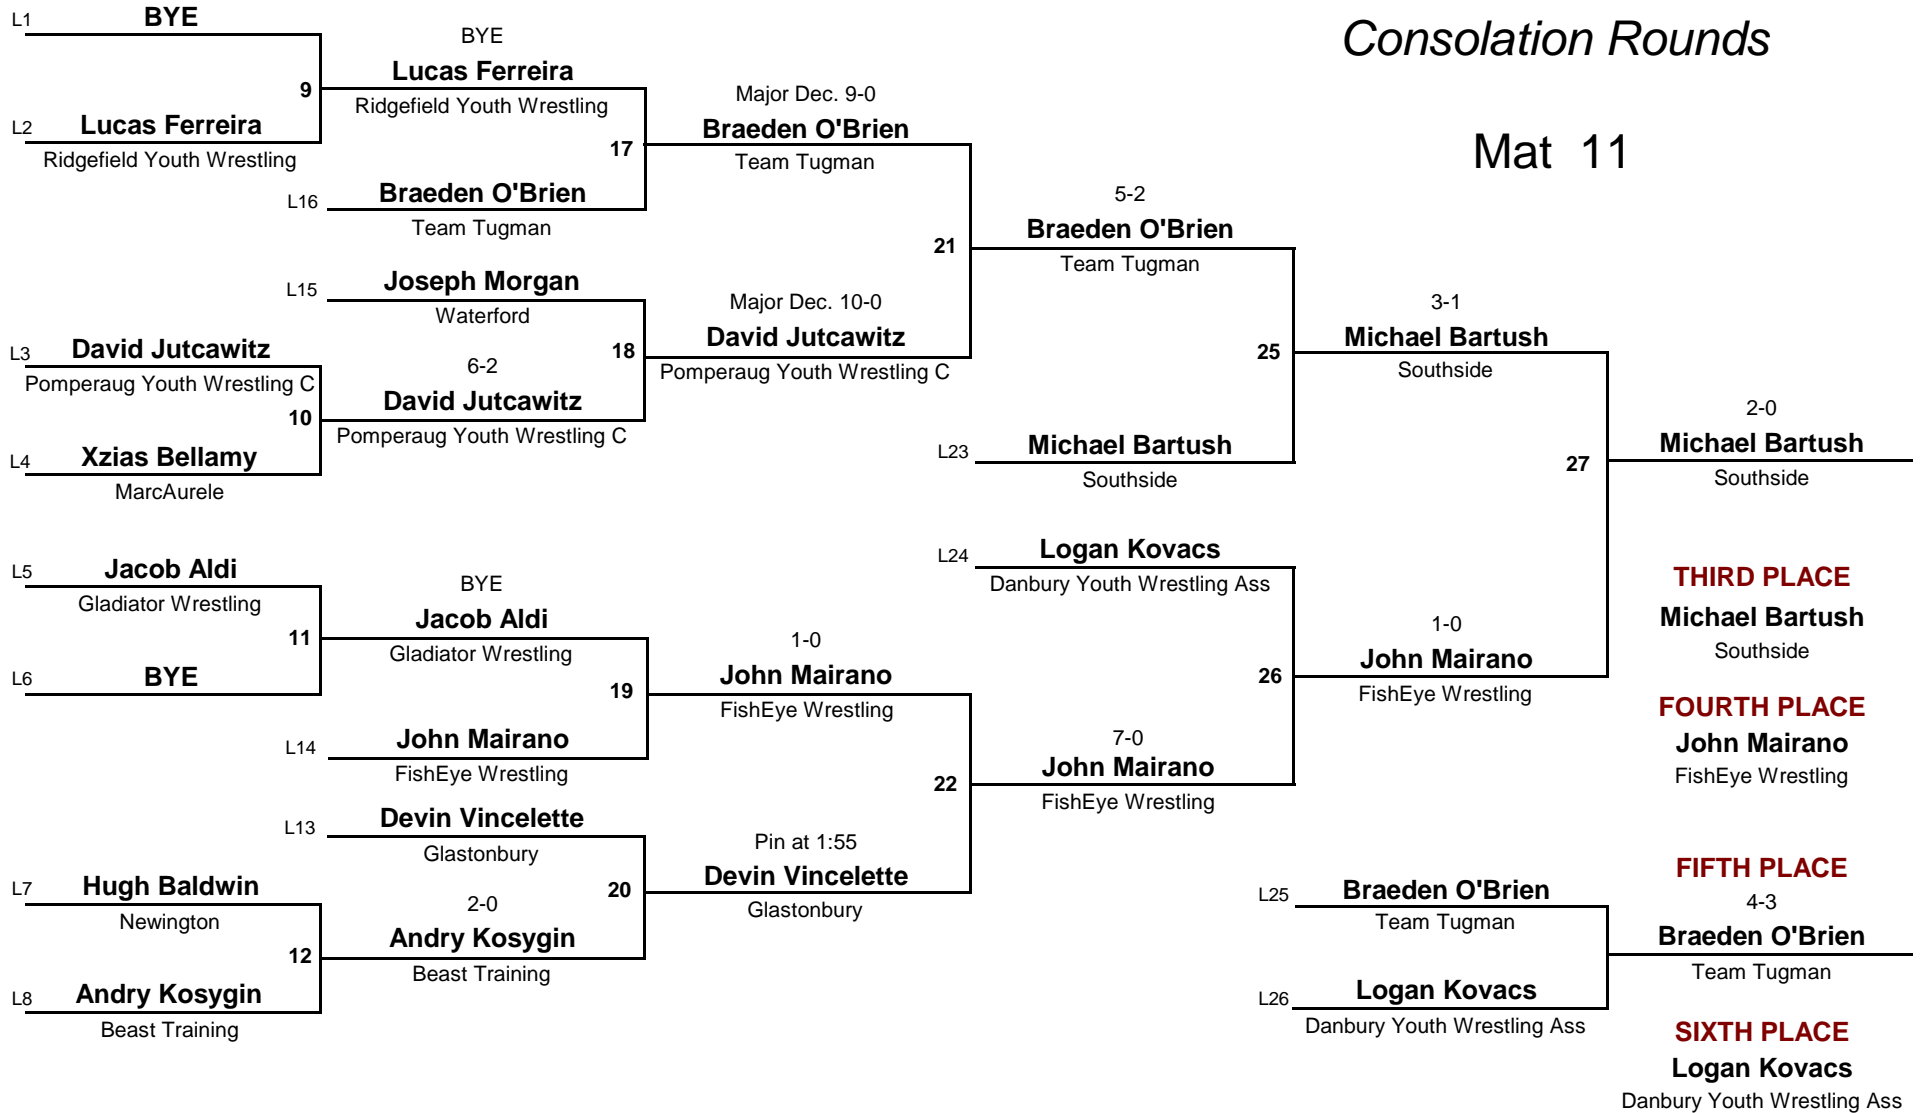 Consolation Rounds
Mat 11
L1
BYE
9
L2
Lucas Ferreira
Ridgefield Youth Wrestling
L3
David Jutcawitz
Pomperaug Youth Wrestling C
10
L4
Xzias Bellamy
MarcAurele
L5
Jacob Aldi
Gladiator Wrestling
11
L6
BYE
L7
Hugh Baldwin
Newington
12
L8
Andry Kosygin
Beast Training
BYE
Lucas Ferreira
Ridgefield Youth Wrestling
17
L16
Braeden O'Brien
Team Tugman
L15
Joseph Morgan
Waterford
18
6-2
David Jutcawitz
Pomperaug Youth Wrestling C
BYE
Jacob Aldi
Gladiator Wrestling
19
L14
John Mairano
FishEye Wrestling
L13
Devin Vincelette
Glastonbury
20
2-0
Andry Kosygin
Beast Training
Major Dec. 9-0
Braeden O'Brien
Team Tugman
21
Major Dec. 10-0
David Jutcawitz
Pomperaug Youth Wrestling C
1-0
John Mairano
FishEye Wrestling
22
Pin at 1:55
Devin Vincelette
Glastonbury
5-2
Braeden O'Brien
Team Tugman
25
L23
Michael Bartush
Southside
L24
Logan Kovacs
Danbury Youth Wrestling Ass
26
7-0
John Mairano
FishEye Wrestling
3-1
Michael Bartush
Southside
27
1-0
John Mairano
FishEye Wrestling
2-0
Michael Bartush
Southside
THIRD PLACE
Michael Bartush
Southside
FOURTH PLACE
John Mairano
FishEye Wrestling
L25
Braeden O'Brien
Team Tugman
L26
Logan Kovacs
Danbury Youth Wrestling Ass
FIFTH PLACE
4-3
Braeden O'Brien
Team Tugman
SIXTH PLACE
Logan Kovacs
Danbury Youth Wrestling Ass